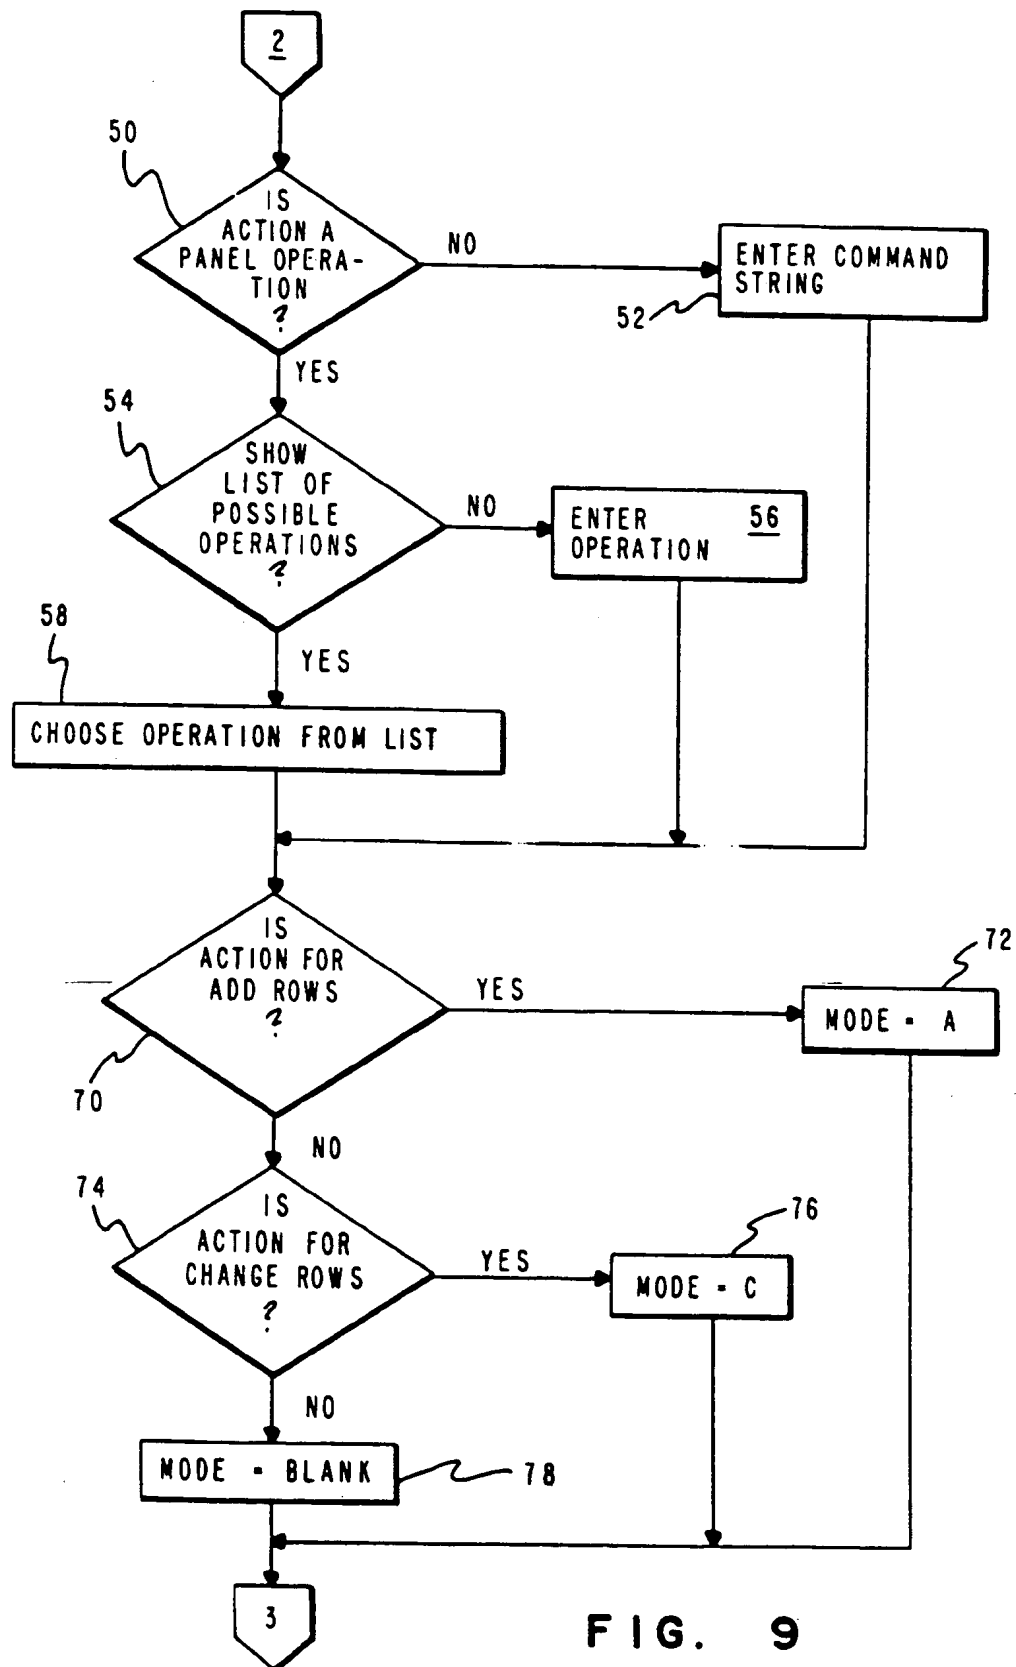 2
50
IS
ACTION A
PANEL OPERA-
TION
?
NO
ENTER COMMAND
STRING
52
YES
54
SHOW
LIST OF
POSSIBLE
OPERATIONS
?
NO
ENTER 56
OPERATION
58
YES
CHOOSE OPERATION FROM LIST
IS
ACTION FOR
ADD ROWS
?
YES
72
MODE = A
70
NO
74
IS
ACTION FOR
CHANGE ROWS
?
YES
76
MODE = C
NO
MODE = BLANK
78
3
FIG. 9